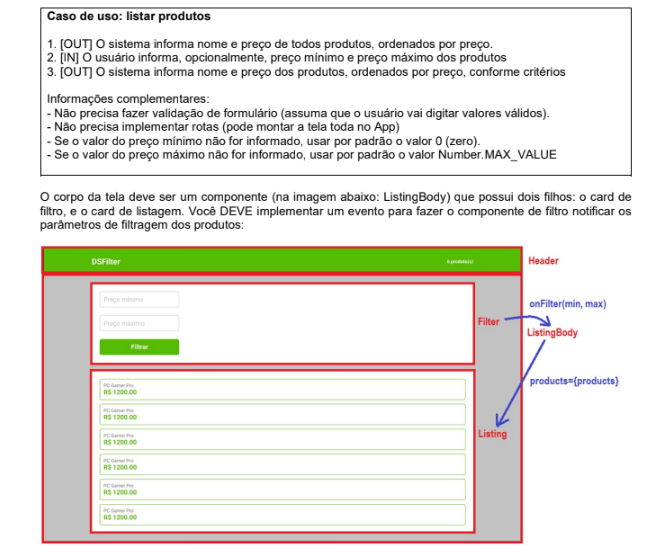 Caso de uso: listar produtos
1. [OUT] O sistema informa nome e preço de todos produtos, ordenados por preço.
2. [IN] O usuário informa, opcionalmente, preço mínimo e preço máximo dos produtos
3. [OUT] O sistema informa nome e preço dos produtos, ordenados por preço, conforme critérios
Informações complementares:
- Não precisa fazer validação de formulário (assuma que o usuário vai digitar valores válidos).
- Não precisa implementar rotas (pode montar a tela toda no App)
- Se o valor do preço mínimo não for informado, usar por padrão o valor 0 (zero).
- Se o valor do preço máximo não for informado, usar por padrão o valor Number.MAX_VALUE
O corpo da tela deve ser um componente (na imagem abaixo: ListingBody) que possui dois filhos: o card de
filtro, e o card de listagem. Você DEVE implementar um evento para fazer o componente de filtro notificar os
parâmetros de filtragem dos produtos:
DSFilter
6 produto(s)
Header
Preço mínimo
Preço máximo
Filtrar
Filter
onFilter(min, max)
ListingBody
products={products}
Listing
PC Gamer Pro
R$ 1200.00
PC Gamer Pro
R$ 1200.00
PC Gamer Pro
R$ 1200.00
PC Gamer Pro
R$ 1200.00
PC Gamer Pro
R$ 1200.00
PC Gamer Pro
R$ 1200.00